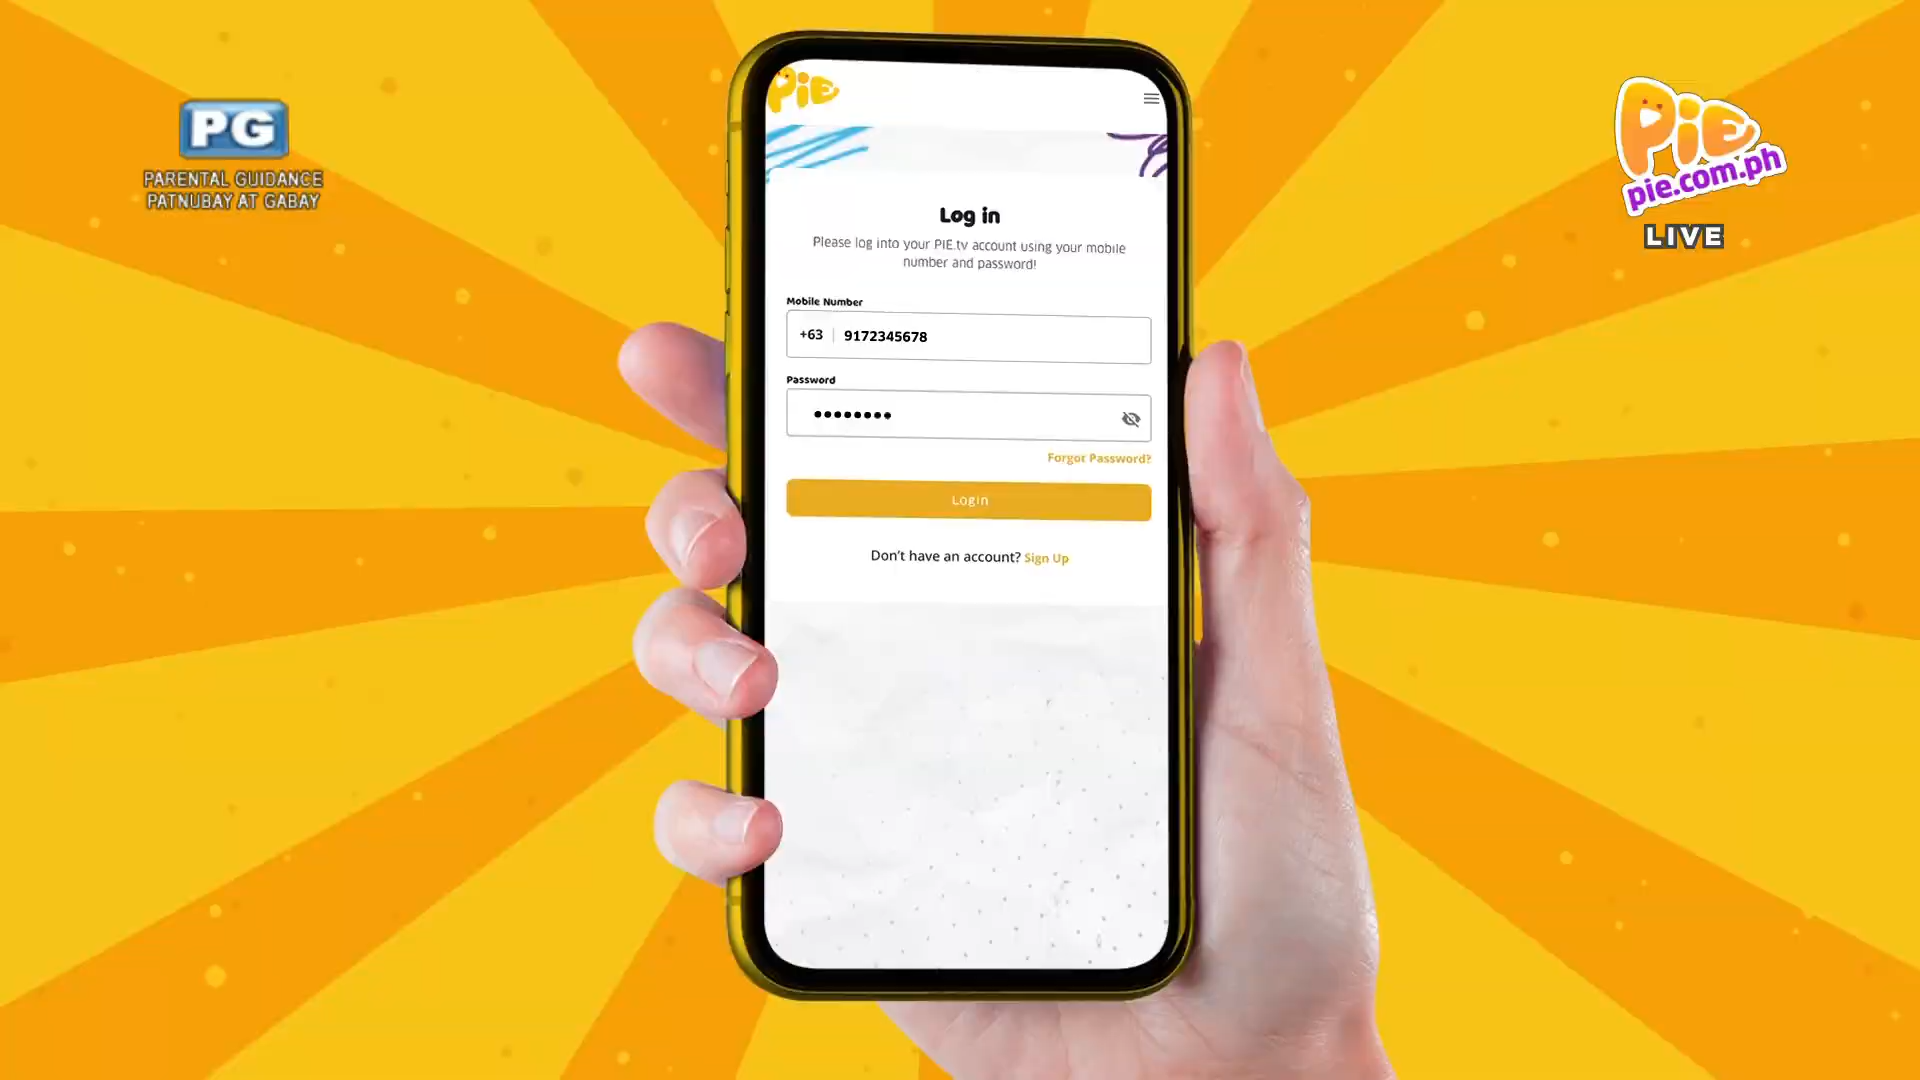 PG
PARENTAL GUIDANCE
PATNUBAY AT GABAY
PiE
pie.com.ph
LIVE
PiE
Log in
Please log into your PIE.tv account using your mobile
number and password!
Mobile Number
+63 9172345678
Password
••••••••
Forgot Password?
Login
Don't have an account? Sign Up